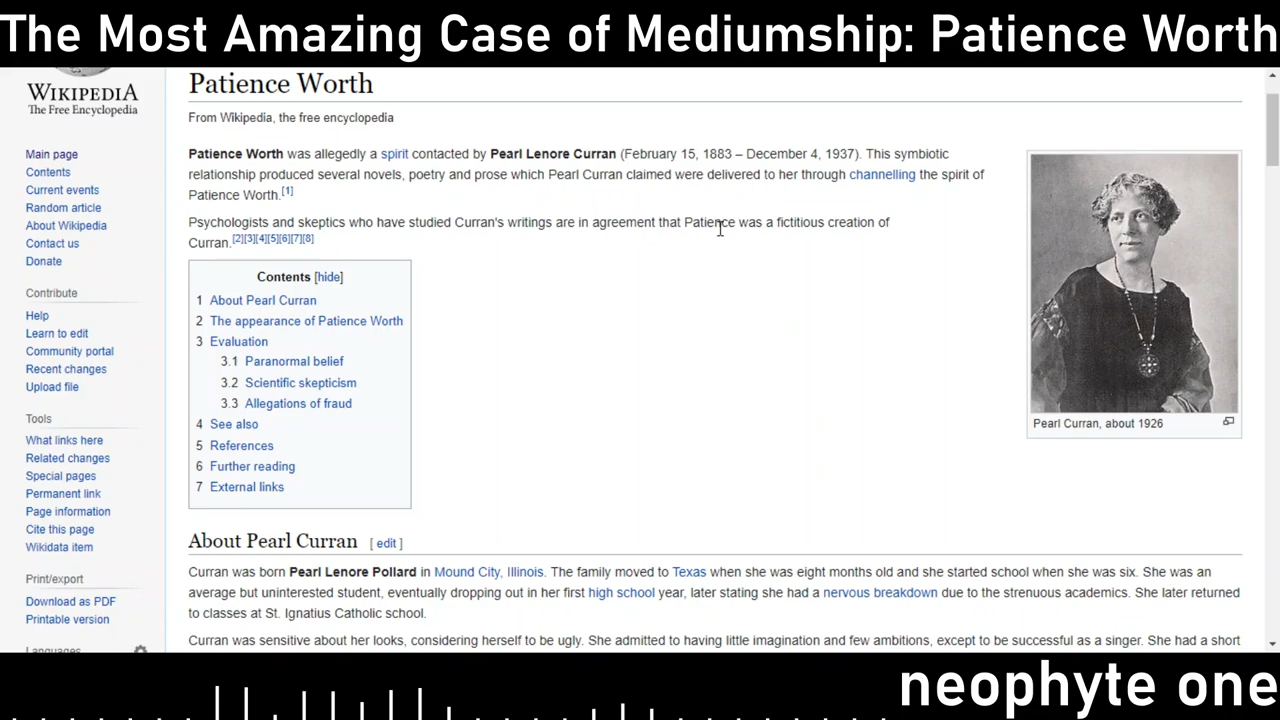 The Most Amazing Case of Mediumship: Patience Worth
WIKIPEDIA
The Free Encyclopedia
Main page
Contents
Current events
Random article
About Wikipedia
Contact us
Donate
Contribute
Help
Learn to edit
Community portal
Recent changes
Upload file
Tools
What links here
Related changes
Special pages
Permanent link
Page information
Cite this page
Wikidata item
Print/export
Download as PDF
Printable version
Languages
Patience Worth
From Wikipedia, the free encyclopedia
Patience Worth was allegedly a spirit contacted by Pearl Lenore Curran (February 15, 1883 – December 4, 1937). This symbiotic
relationship produced several novels, poetry and prose which Pearl Curran claimed were delivered to her through channelling the spirit of
Patience Worth.[1]
Psychologists and skeptics who have studied Curran's writings are in agreement that Patience was a fictitious creation of
Curran.[2][3][4][5][6][7][8]
Contents [hide]
1 About Pearl Curran
2 The appearance of Patience Worth
3 Evaluation
3.1 Paranormal belief
3.2 Scientific skepticism
3.3 Allegations of fraud
4 See also
5 References
6 Further reading
7 External links
Pearl Curran, about 1926
About Pearl Curran [ edit ]
Curran was born Pearl Lenore Pollard in Mound City, Illinois. The family moved to Texas when she was eight months old and she started school when she was six. She was an
average but uninterested student, eventually dropping out in her first high school year, later stating she had a nervous breakdown due to the strenuous academics. She later returned
to classes at St. Ignatius Catholic school.
Curran was sensitive about her looks, considering herself to be ugly. She admitted to having little imagination and few ambitions, except to be successful as a singer. She had a short
neophyte one